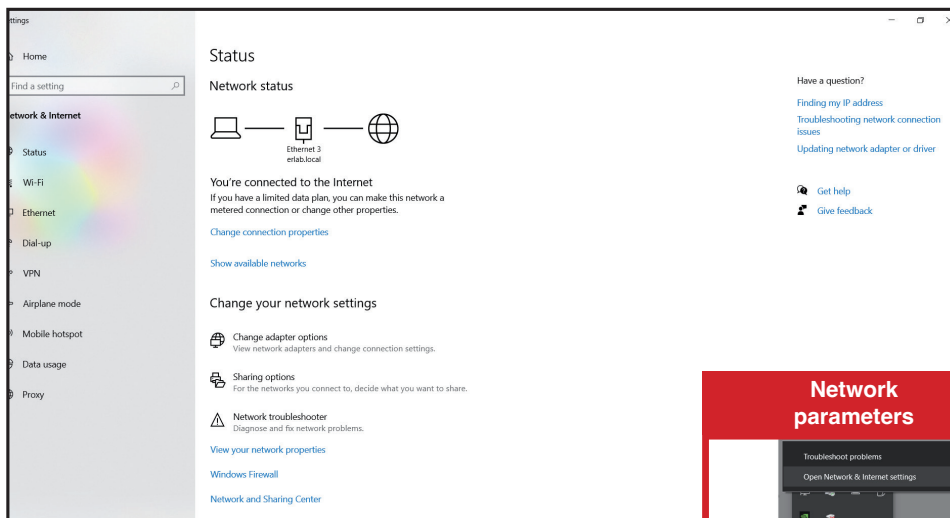 ttings
Home
Find a setting
etwork & Internet
Status
Wi-Fi
Ethernet
Dial-up
VPN
Airplane mode
Mobile hotspot
Data usage
Proxy
Status
Network status
Ethernet 3
erlab.local
You're connected to the Internet
If you have a limited data plan, you can make this network a
metered connection or change other properties.
Change connection properties
Show available networks
Change your network settings
Change adapter options
View network adapters and change connection settings.
Sharing options
For the networks you connect to, decide what you want to share.
Network troubleshooter
Diagnose and fix network problems.
View your network properties
Windows Firewall
Network and Sharing Center
Have a question?
Finding my IP address
Troubleshooting network connection
issues
Updating network adapter or driver
Get help
Give feedback
Network
parameters
Troubleshoot problems
Open Network & Internet settings